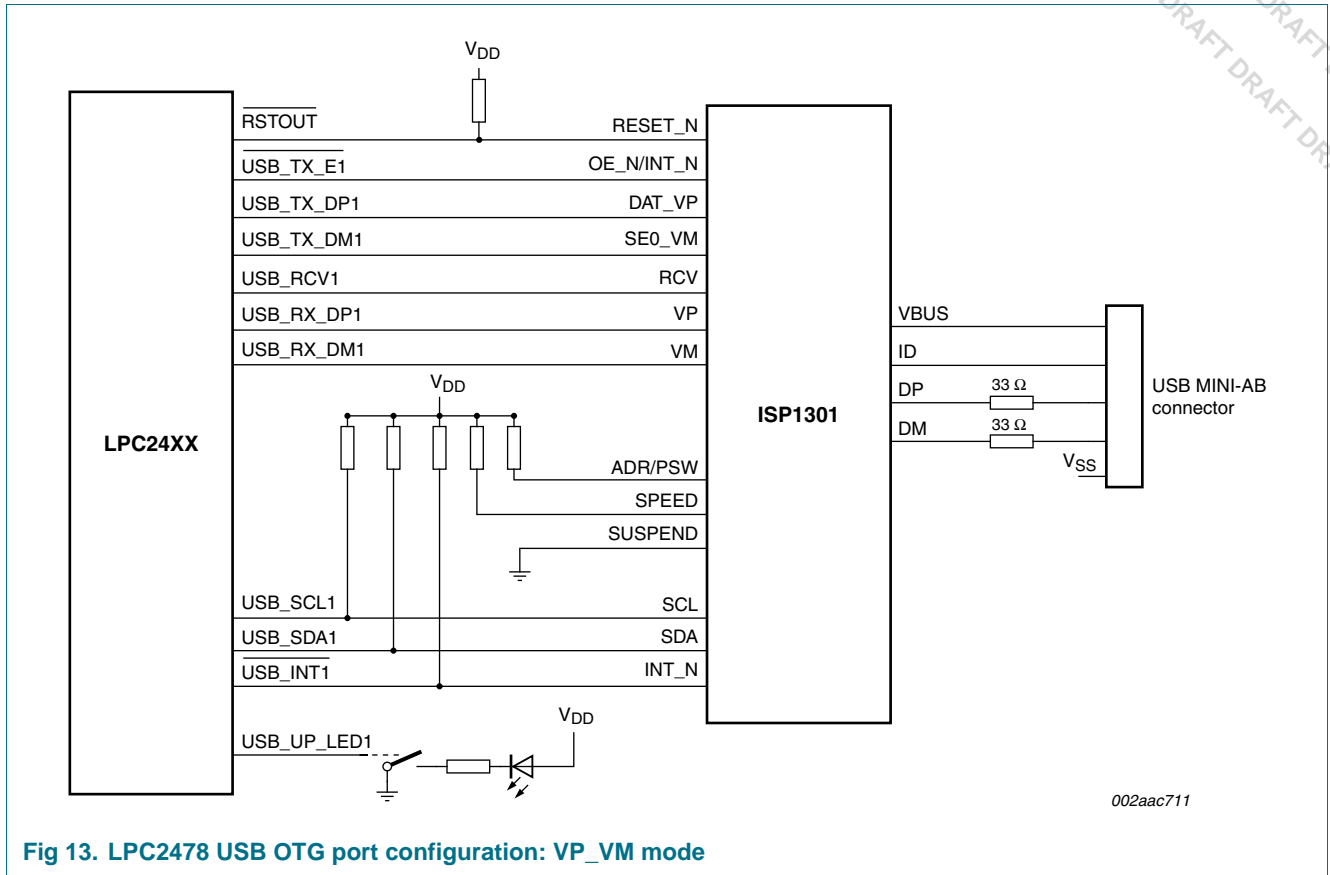 DRAFT DRAFT DRA
DRAFT
V_DD
RSTOUT
RESET_N
USB_TX_E1
OE_N/INT_N
USB_TX_DP1
DAT_VP
USB_TX_DM1
SE0_VM
USB_RCV1
RCV
USB_RX_DP1
VP
USB_RX_DM1
VM
VBUS
ID
DP
33 Ω
DM
33 Ω
V_SS
USB MINI-AB
connector
V_DD
LPC24XX
ISP1301
ADR/PSW
SPEED
SUSPEND
USB_SCL1
SCL
USB_SDA1
SDA
USB_INT1
INT_N
V_DD
USB_UP_LED1
002aac711
Fig 13. LPC2478 USB OTG port configuration: VP_VM mode